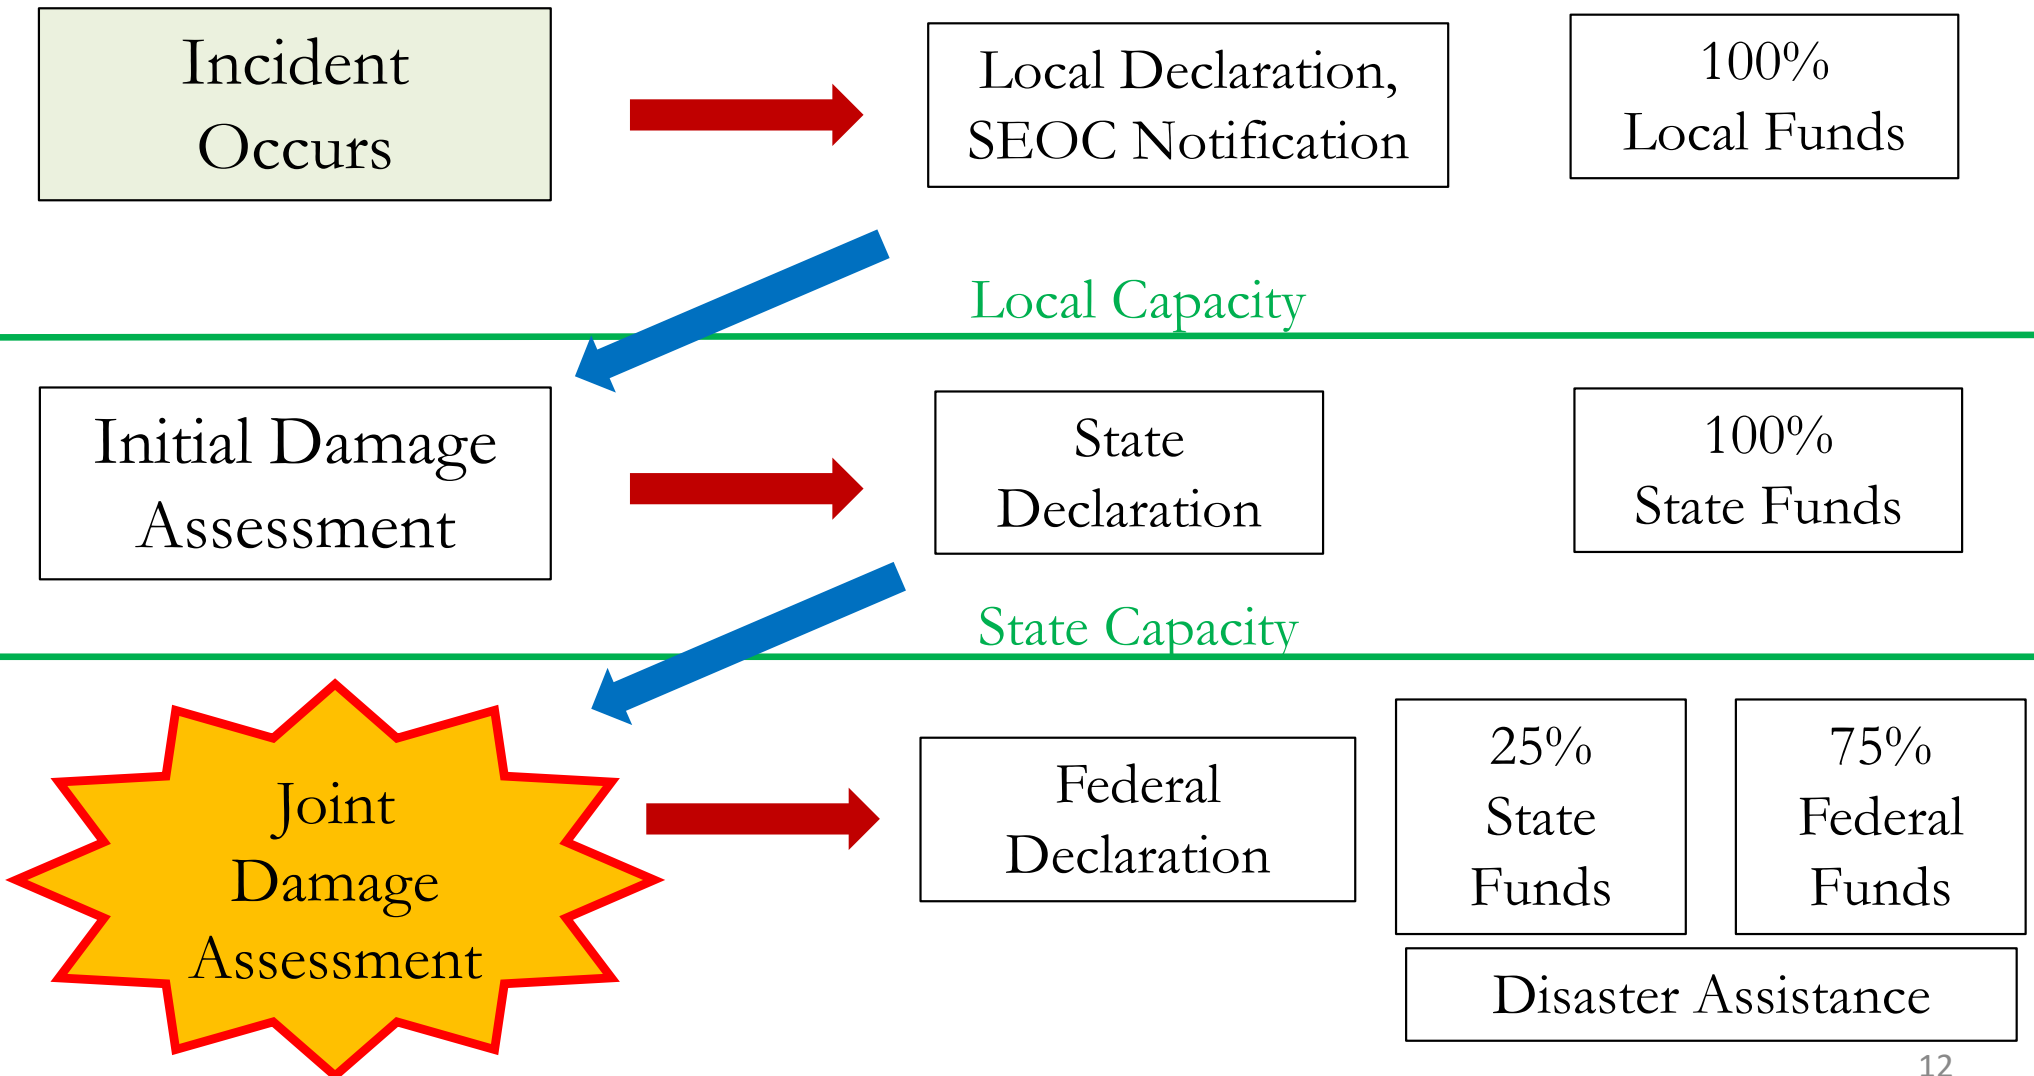 Incident
Occurs
Local Declaration,
SEOC Notification
100%
Local Funds
Local Capacity
Initial Damage
Assessment
State
Declaration
100%
State Funds
State Capacity
Joint
Damage
Assessment
Federal
Declaration
25%
State
Funds
75%
Federal
Funds
Disaster Assistance
12